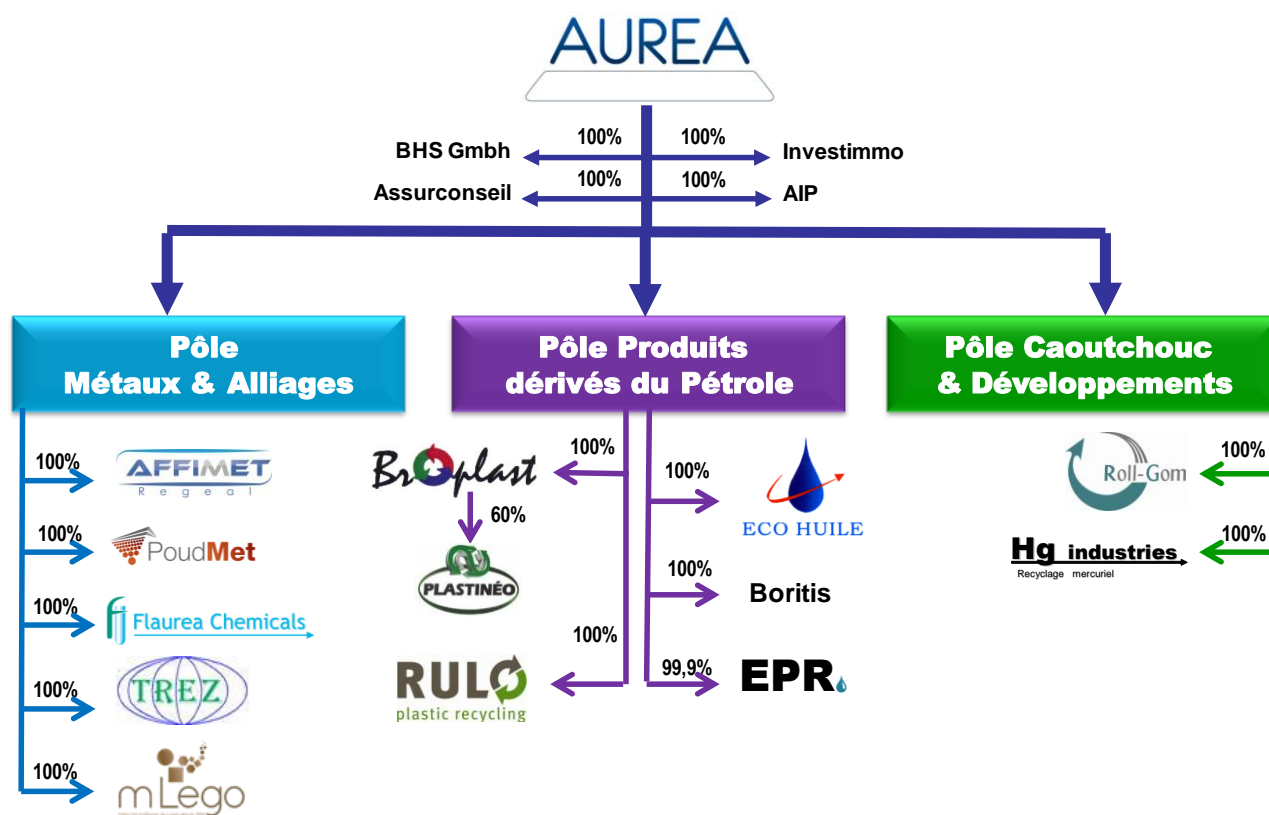 AUREA
BHS Gmbh 100% 100% Investimmo
Assurconseil 100% 100% AIP
Pôle
Métaux & Alliages
100% AFFIMET
Regeal
100% PoudMet
100% Flaurea Chemicals
100% TREZ
100% mLego
Pôle Produits
dérivés du Pétrole
Broplast 100%
60%
PLASTINÉO
100%
RULO
plastic recycling
100%
ECO HUILE
100%
Boritis
99,9% EPR
Pôle Caoutchouc
& Développements
Roll-Gom 100%
Hg industries 100%
Recyclage mercuriel